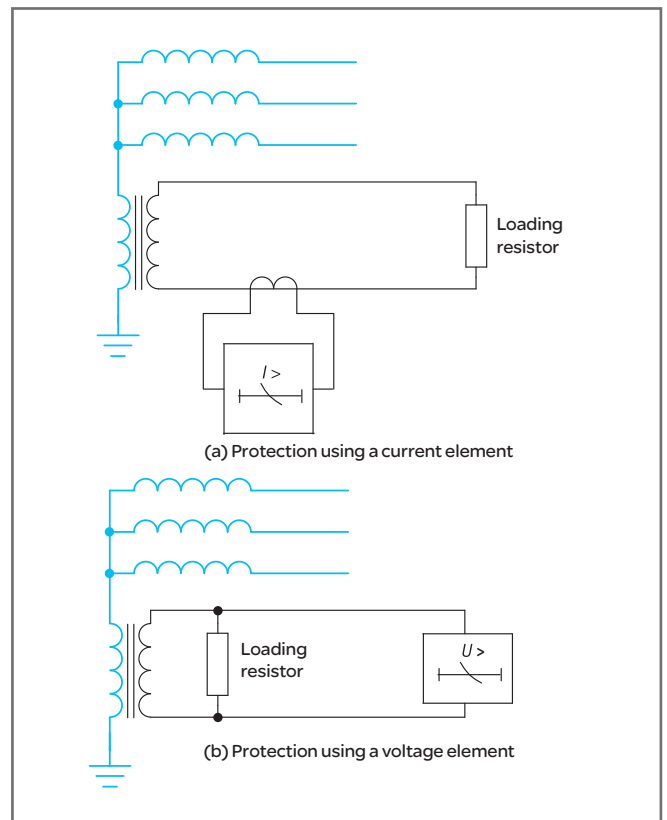 Loading
resistor
I >
(a) Protection using a current element
Loading
resistor
U >
(b) Protection using a voltage element